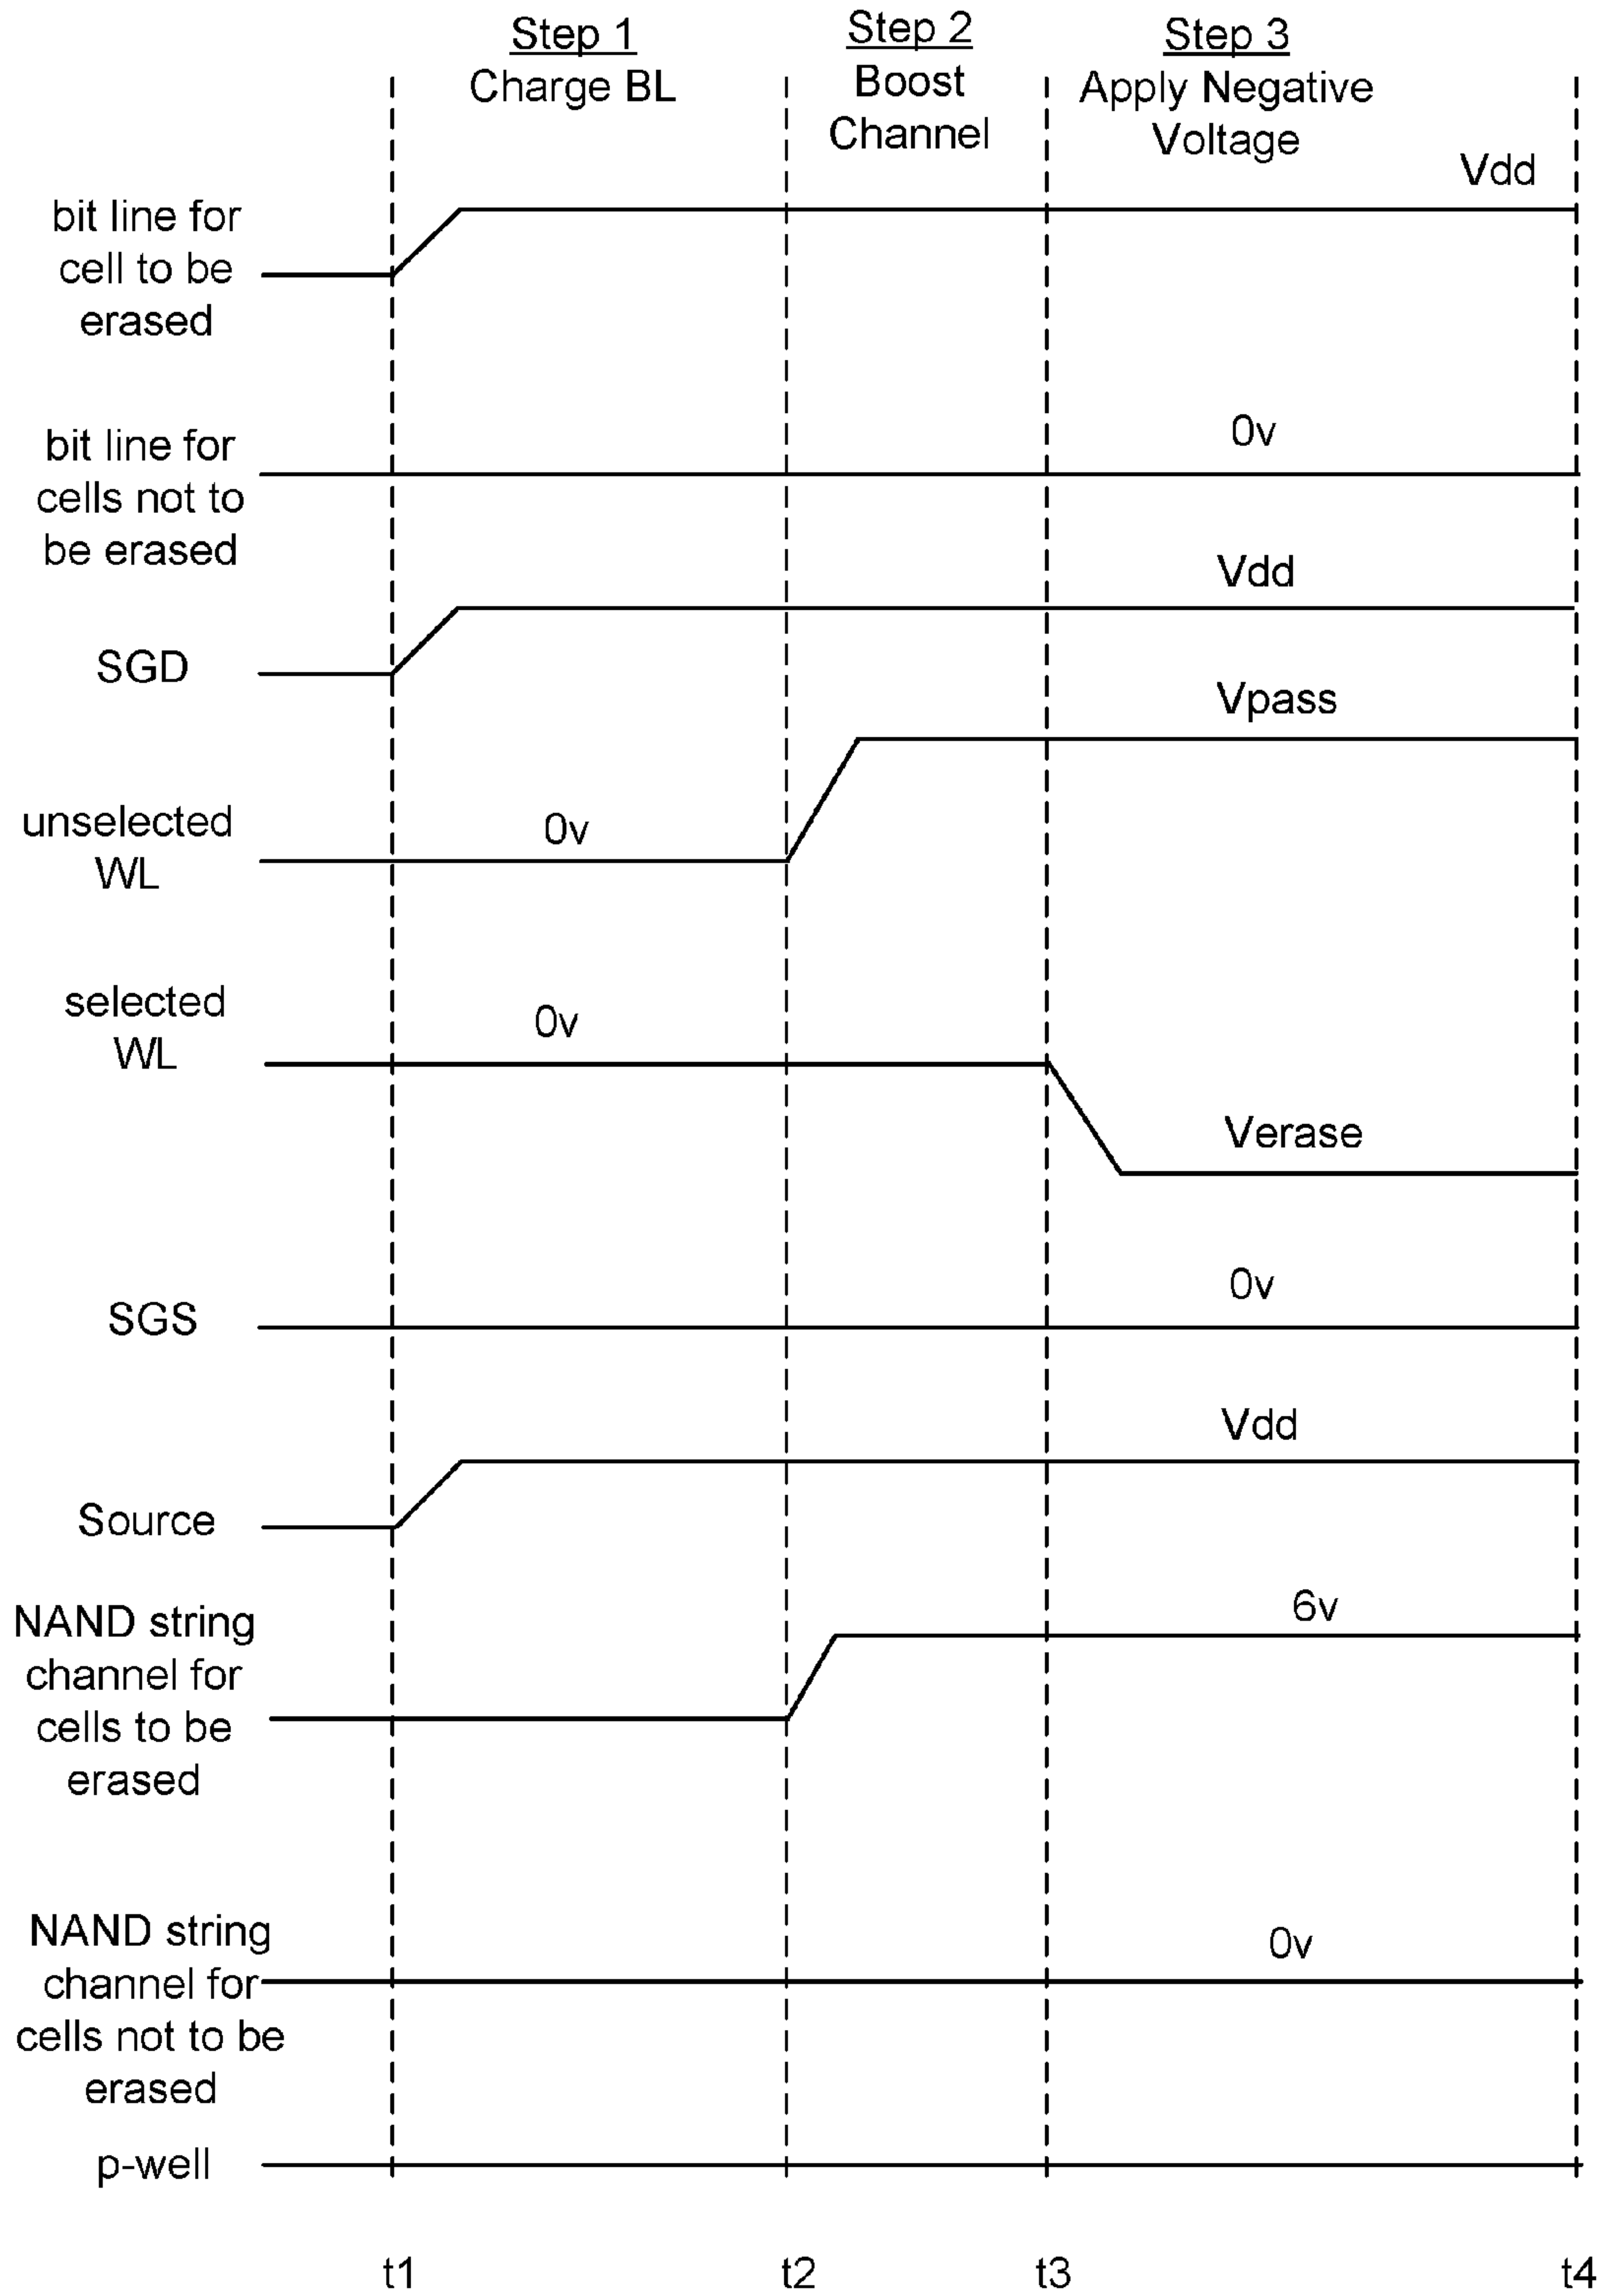 Step 1
Charge BL
Step 2
Boost
Channel
Step 3
Apply Negative
Voltage
Vdd
bit line for
cell to be
erased
0v
bit line for
cells not to
be erased
Vdd
SGD
Vpass
unselected
WL
0v
selected
WL
0v
Verase
SGS
0v
Vdd
Source
6v
NAND string
channel for
cells to be
erased
NAND string
channel for
cells not to be
erased
0v
p-well
t1
t2
t3
t4